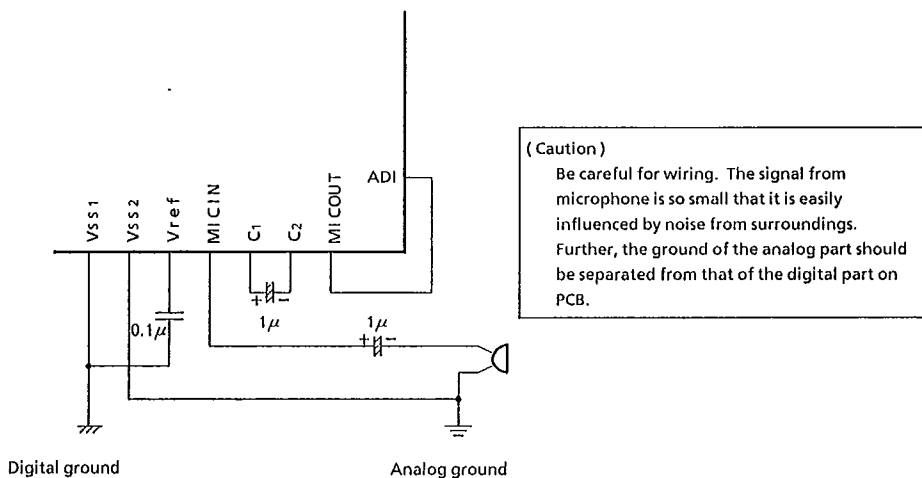 ADI
VSS1
VSS2
Vref
MICIN
C1
C2
MICOUT
+ −
1μ
0.1μ
1μ
+ −
Digital ground
Analog ground
(Caution)
Be careful for wiring. The signal from
microphone is so small that it is easily
influenced by noise from surroundings.
Further, the ground of the analog part should
be separated from that of the digital part on
PCB.